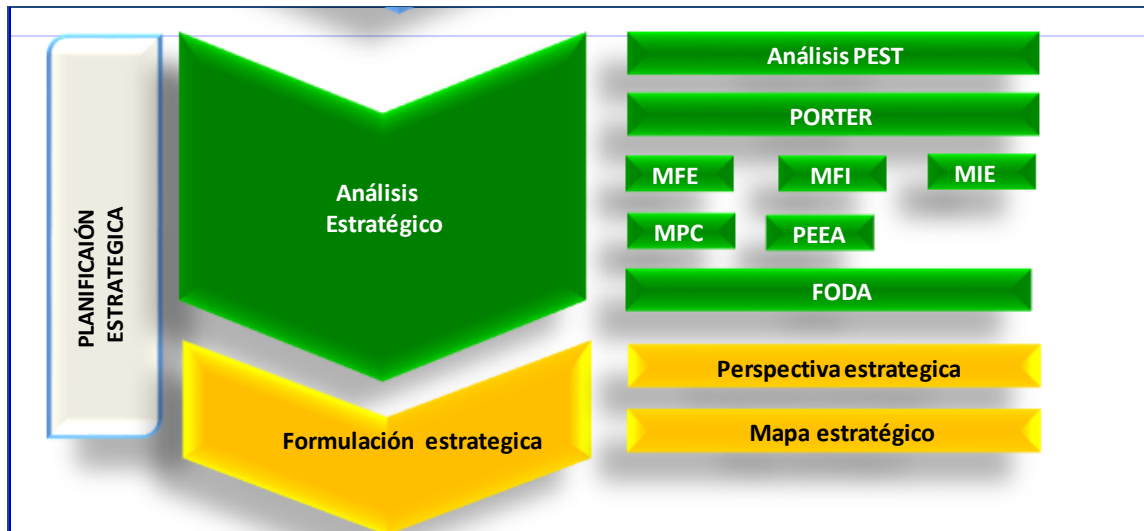 PLANIFICAIÓN
ESTRATEGICA
Análisis
Estratégico
Análisis PEST
PORTER
MFE
MFI
MIE
MPC
PEEA
FODA
Formulación estrategica
Perspectiva estrategica
Mapa estratégico